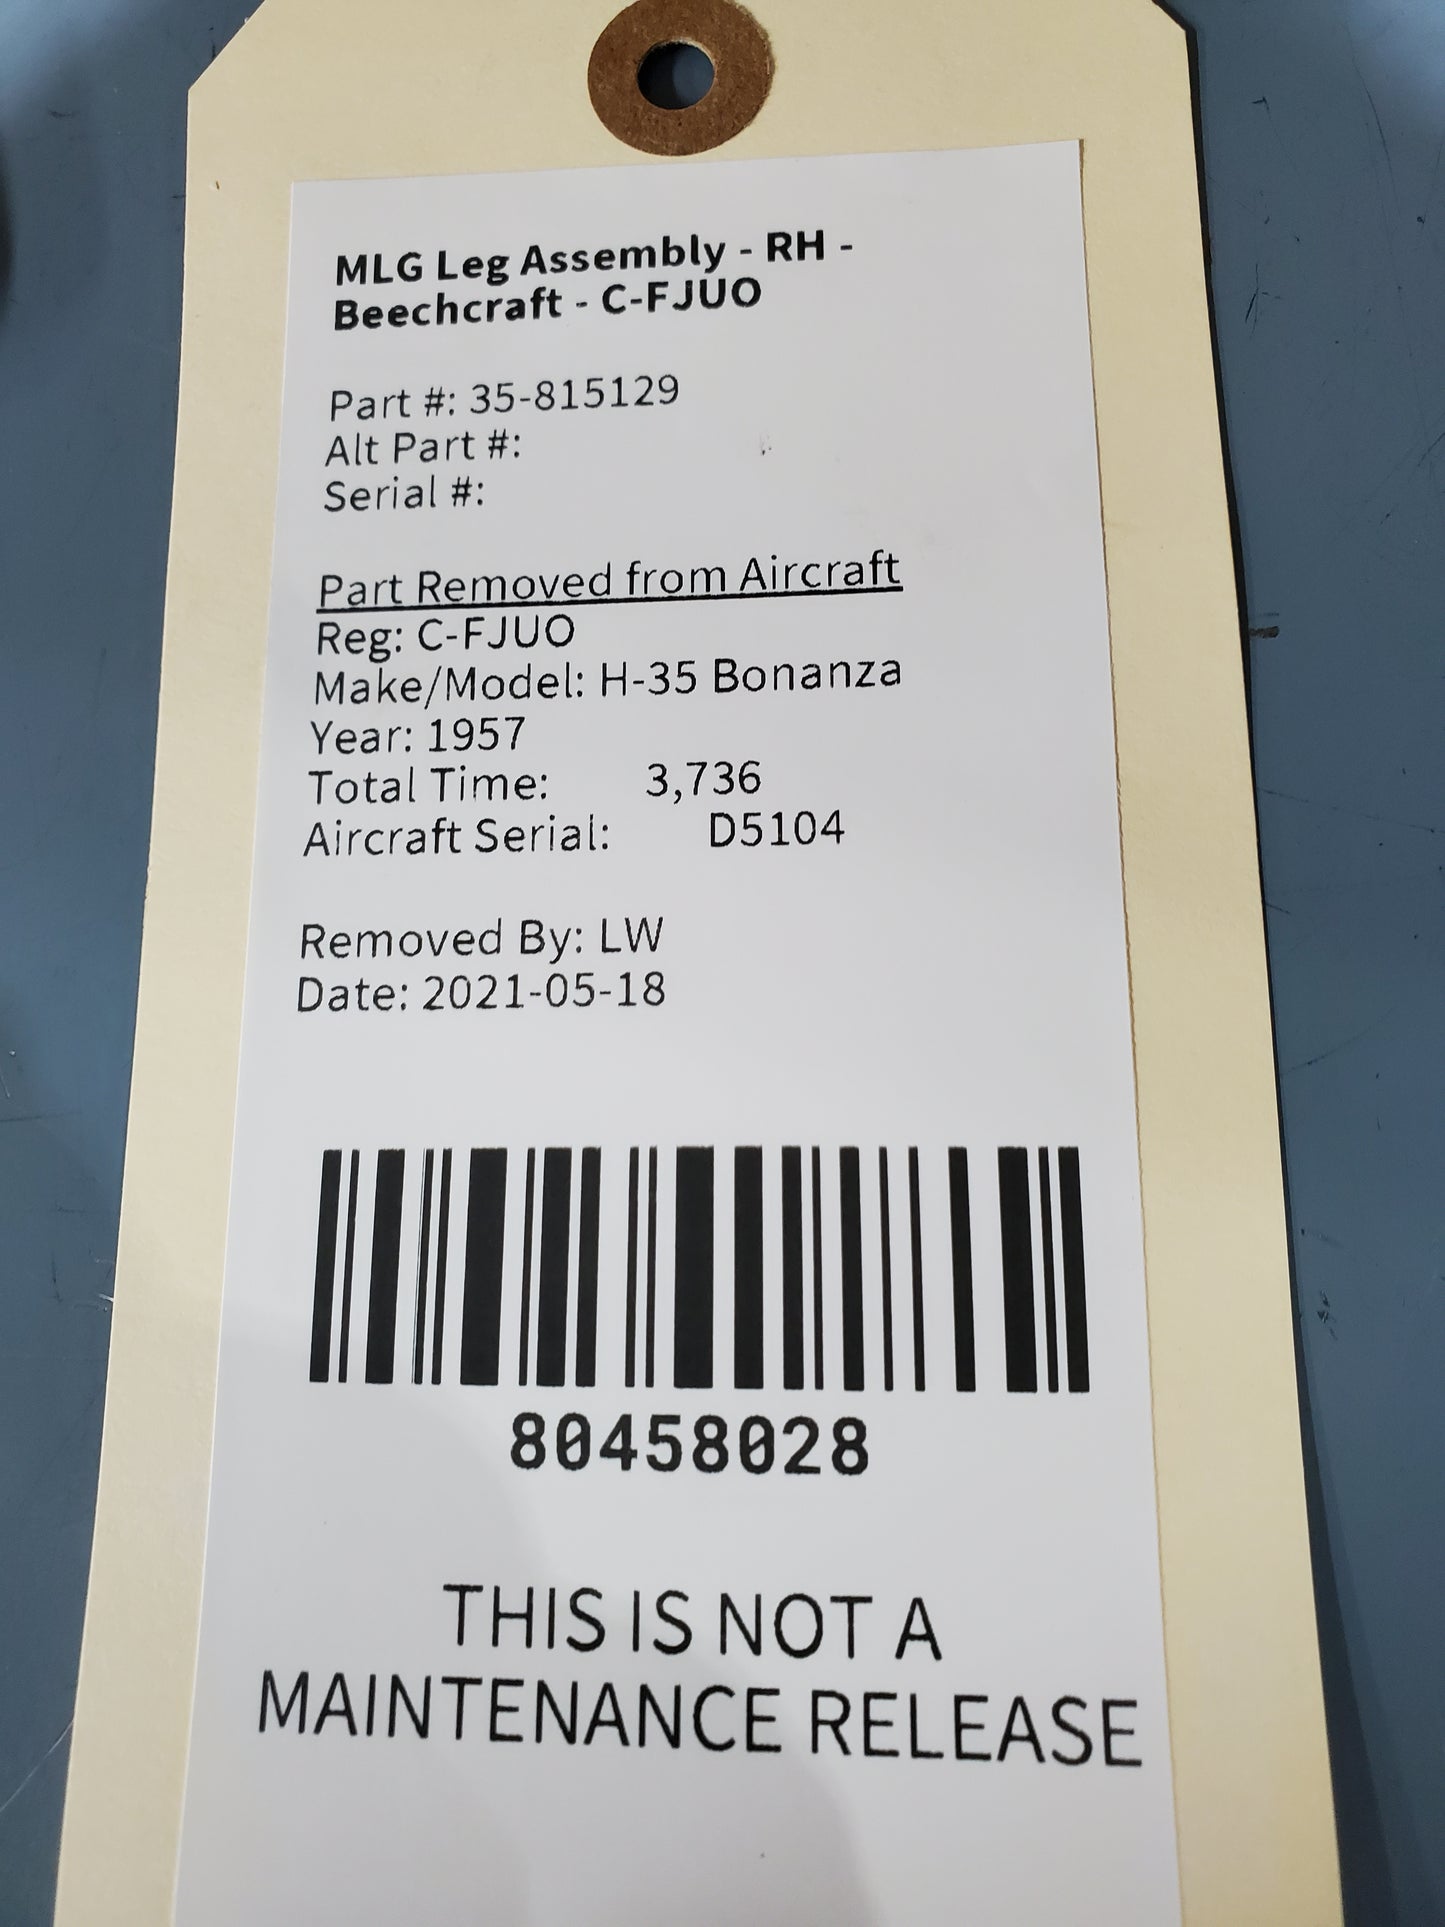 MLG Leg Assembly - RH -
Beechcraft - C-FJUO
Part #: 35-815129
Alt Part #:
Serial #:
Part Removed from Aircraft
Reg: C-FJUO
Make/Model: H-35 Bonanza
Year: 1957
Total Time: 3,736
Aircraft Serial: D5104
Removed By: LW
Date: 2021-05-18
80458028
THIS IS NOT A
MAINTENANCE RELEASE